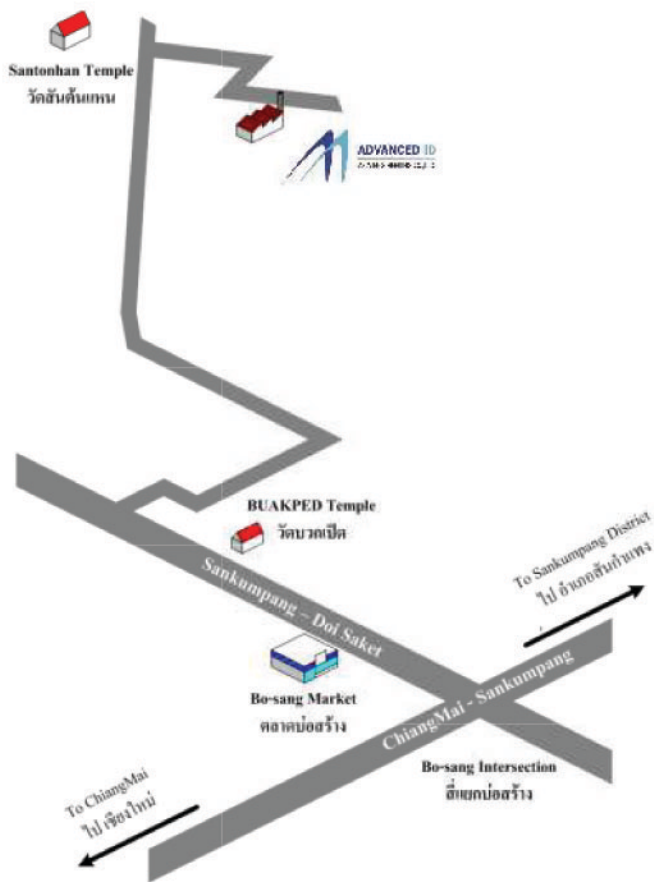 Santonhan Temple
วัดสันต้นแหน
ADVANCED ID
BUAKPED Temple
วัดบวกเป็ด
To Sankumpang District
ไป อำเภอสันกำแพง
Sankumpang – Doi Saket
Bo-sang Market
ตลาดบ่อสร้าง
ChiangMai - Sankumpang
Bo-sang Intersection
สี่แยกบ่อสร้าง
To ChiangMai
ไป เชียงใหม่